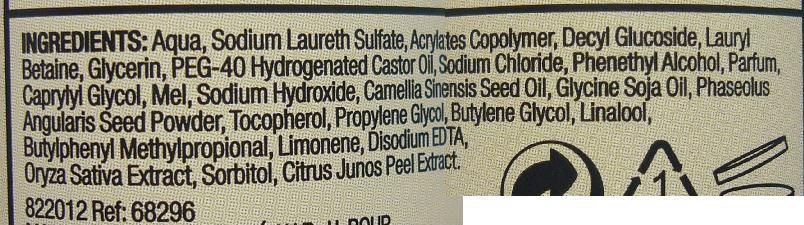 INGREDIENTS: Aqua, Sodium Laureth Sulfate, Acrylates Copolymer, Decyl Glucoside, Lauryl
Betaine, Glycerin, PEG-40 Hydrogenated Castor Oil, Sodium Chloride, Phenethyl Alcohol, Parfum,
Caprylyl Glycol, Mel, Sodium Hydroxide, Camellia Sinensis Seed Oil, Glycine Soja Oil, Phaseolus
Angularis Seed Powder, Tocopherol, Propylene Glycol, Butylene Glycol, Linalool,
Butylphenyl Methylpropional, Limonene, Disodium EDTA,
Oryza Sativa Extract, Sorbitol, Citrus Junos Peel Extract.
1
822012 Ref: 68296